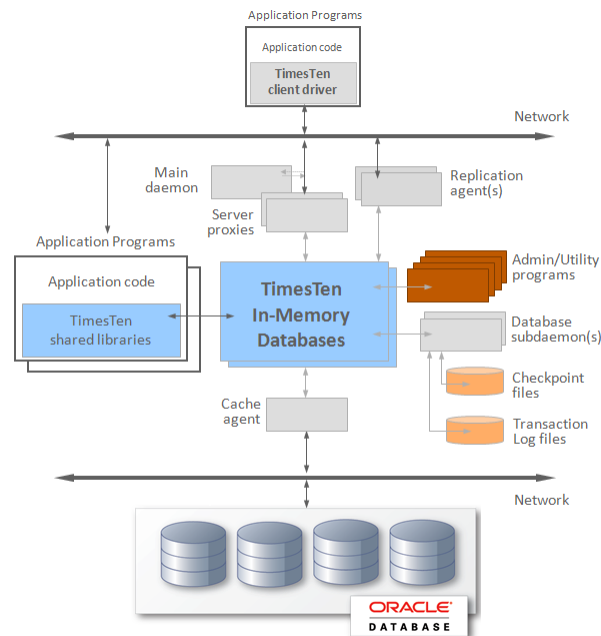 Application Programs
Application code
TimesTen
client driver
Network
Main
daemon
Replication
agent(s)
Server
proxies
Application Programs
Application code
TimesTen
shared libraries
TimesTen
In-Memory
Databases
Admin/Utility
programs
Database
subdaemon(s)
Checkpoint
files
Cache
agent
Transaction
Log files
Network
ORACLE®
DATABASE